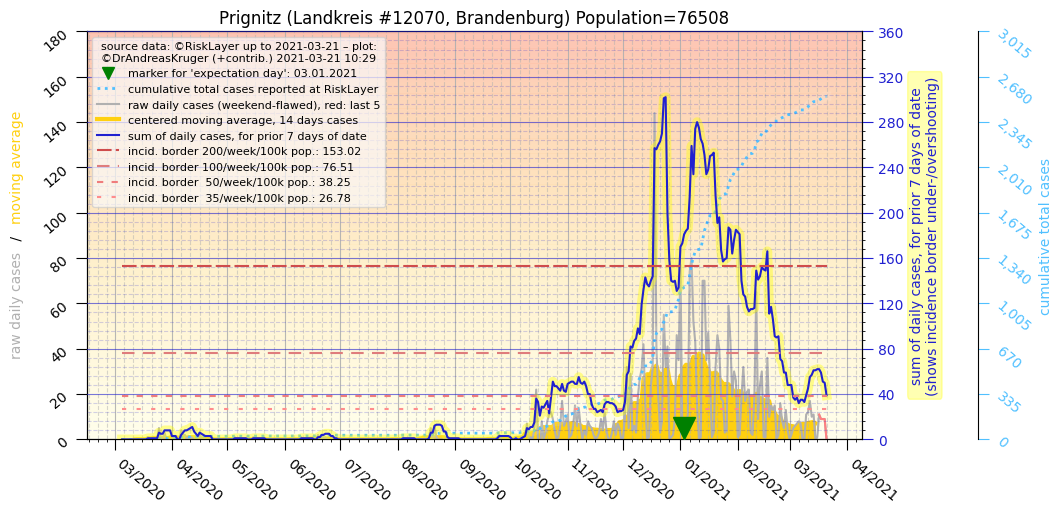 Prignitz (Landkreis #12070, Brandenburg) Population=76508
source data: ©RiskLayer up to 2021-03-21 – plot:
©DrAndreasKruger (+contrib.) 2021-03-21 10:29
marker for 'expectation day': 03.01.2021
cumulative total cases reported at RiskLayer
raw daily cases (weekend-flawed), red: last 5
centered moving average, 14 days cases
sum of daily cases, for prior 7 days of date
incid. border 200/week/100k pop.: 153.02
incid. border 100/week/100k pop.: 76.51
incid. border  50/week/100k pop.: 38.25
incid. border  35/week/100k pop.: 26.78
raw daily cases / moving average
180
160
140
120
100
80
60
40
20
0
360
320
280
240
200
160
120
80
40
0
sum of daily cases, for prior 7 days of date
(shows incidence border under-/overshooting)
3,015
2,680
2,345
2,010
1,675
1,340
1,005
670
335
0
cumulative total cases
03/2020
04/2020
05/2020
06/2020
07/2020
08/2020
09/2020
10/2020
11/2020
12/2020
01/2021
02/2021
03/2021
04/2021